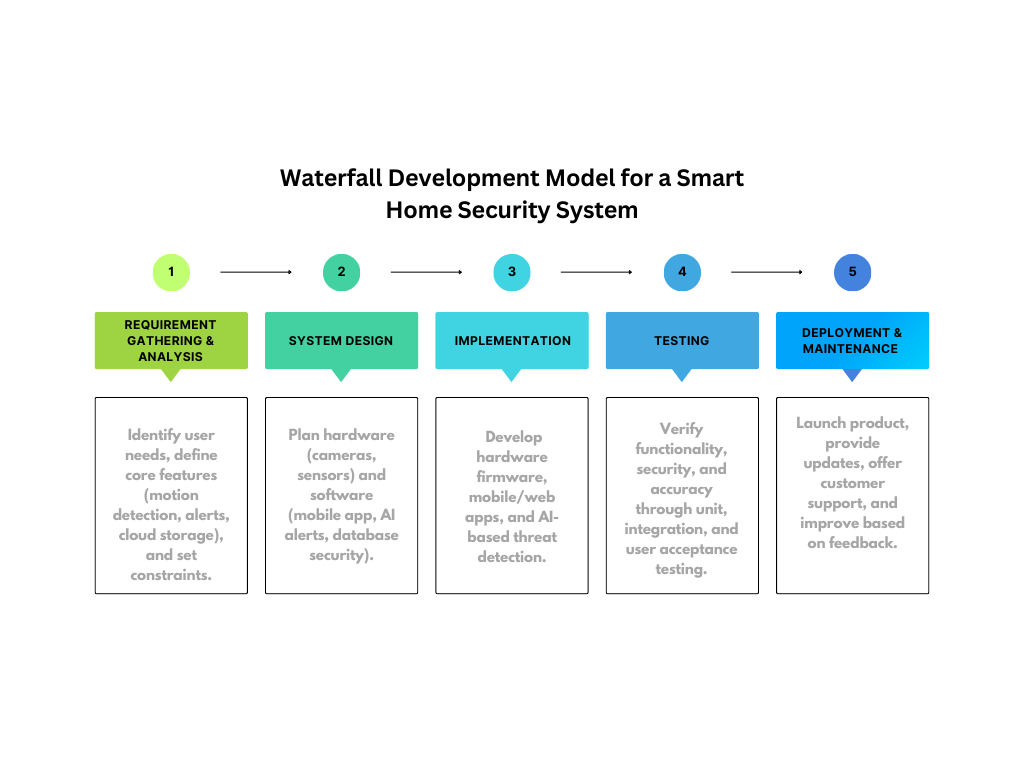 Waterfall Development Model for a Smart
Home Security System
1
2
3
4
5
REQUIREMENT
GATHERING &
ANALYSIS
SYSTEM DESIGN
IMPLEMENTATION
TESTING
DEPLOYMENT &
MAINTENANCE
Identify user
needs, define
core features
(motion
detection, alerts,
cloud storage),
and set
constraints.
Plan hardware
(cameras,
sensors) and
software
(mobile app, AI
alerts, database
security).
Develop
hardware
firmware,
mobile/web
apps, and AI-
based threat
detection.
Verify
functionality,
security, and
accuracy
through unit,
integration, and
user acceptance
testing.
Launch product,
provide
updates, offer
customer
support, and
improve based
on feedback.